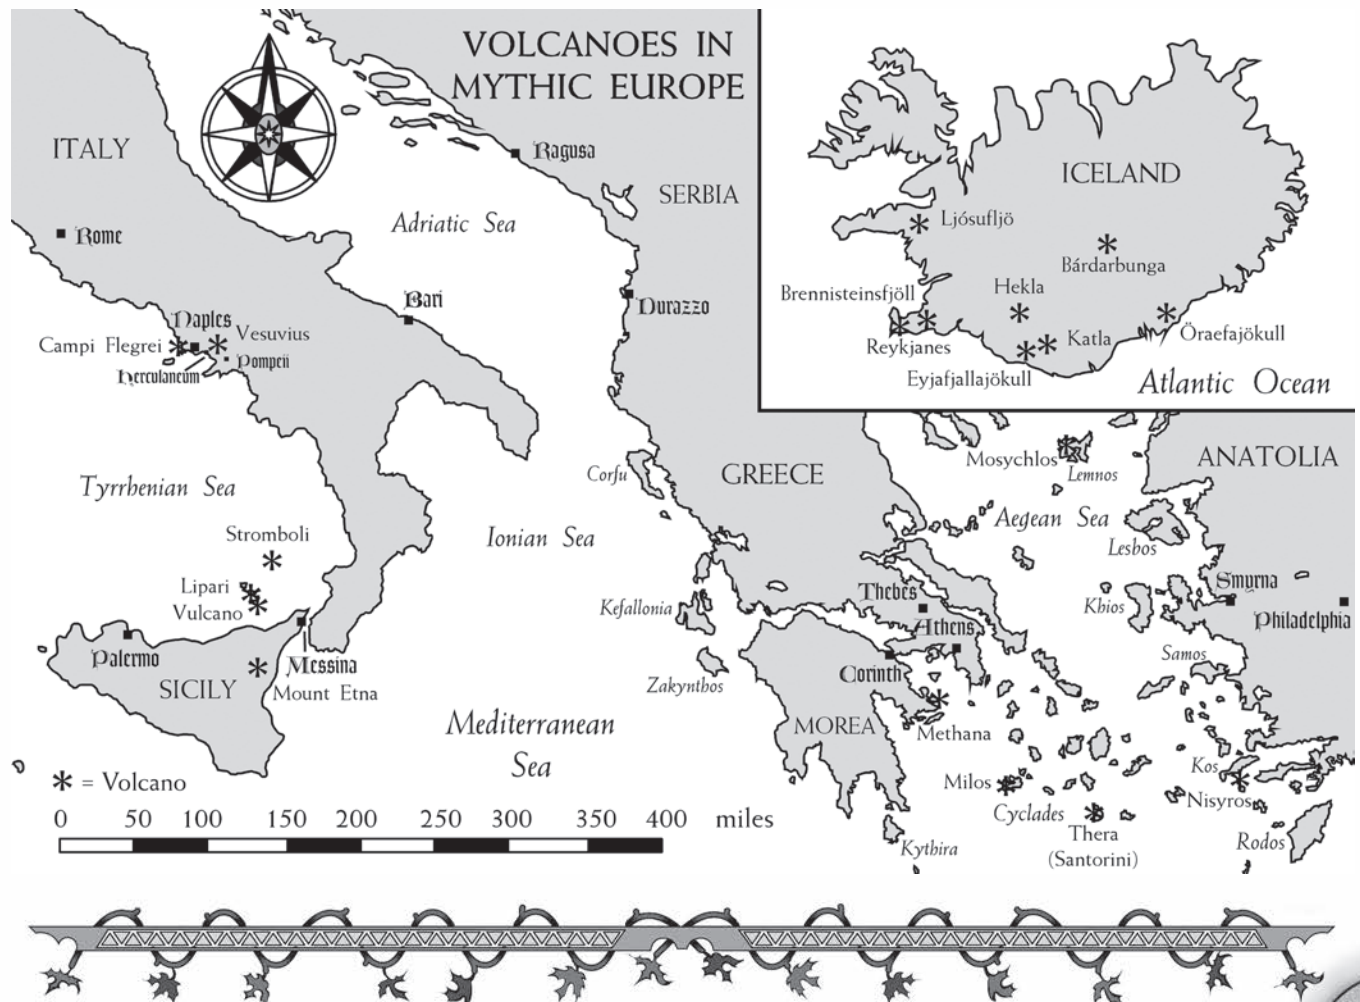 VOLCANOES IN
MYTHIC EUROPE
ITALY
Rome
Adriatic Sea
Ragusa
SERBIA
Durazzo
Bari
Naples
Vesuvius
Campi Flegrei
Pompeii
Herculaneum
Tyrrhenian Sea
Stromboli
Lipari
Vulcano
Palermo
Messina
SICILY
Mount Etna
Ionian Sea
Mediterranean
Sea
* = Volcano
0 50 100 150 200 250 300 350 400 miles
ICELAND
Ljósufljö
Bárdarbunga
Brennisteinsfjöll
Hekla
Reykjanes
Katla
Öraefajökull
Eyjafjallajökull
Atlantic Ocean
Corfu
GREECE
Mosychlos
Lemnos
ANATOLIA
Aegean Sea
Lesbos
Kefallonia
Thebes
Athens
Khios
Smyrna
Philadelphia
Zakynthos
Corinth
Samos
MOREA
Methana
Milos
Cyclades
Thera
(Santorini)
Kos
Nisyros
Rodos
Kythira